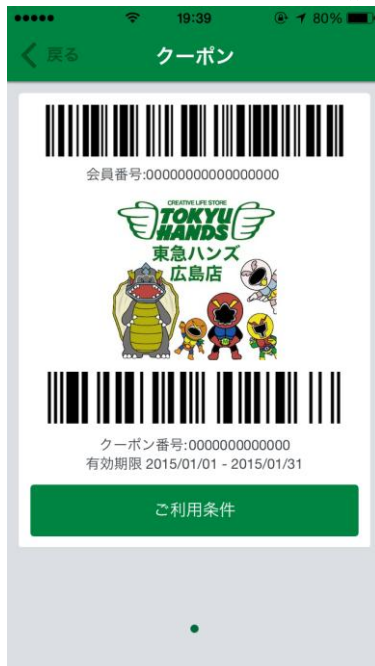 19:39
80%
戻る
クーポン
会員番号:00000000000000000
CREATIVE LIFE STORE
TOKYU
HANDS
東急ハンズ
広島店
クーポン番号:0000000000000
有効期限 2015/01/01 - 2015/01/31
ご利用条件